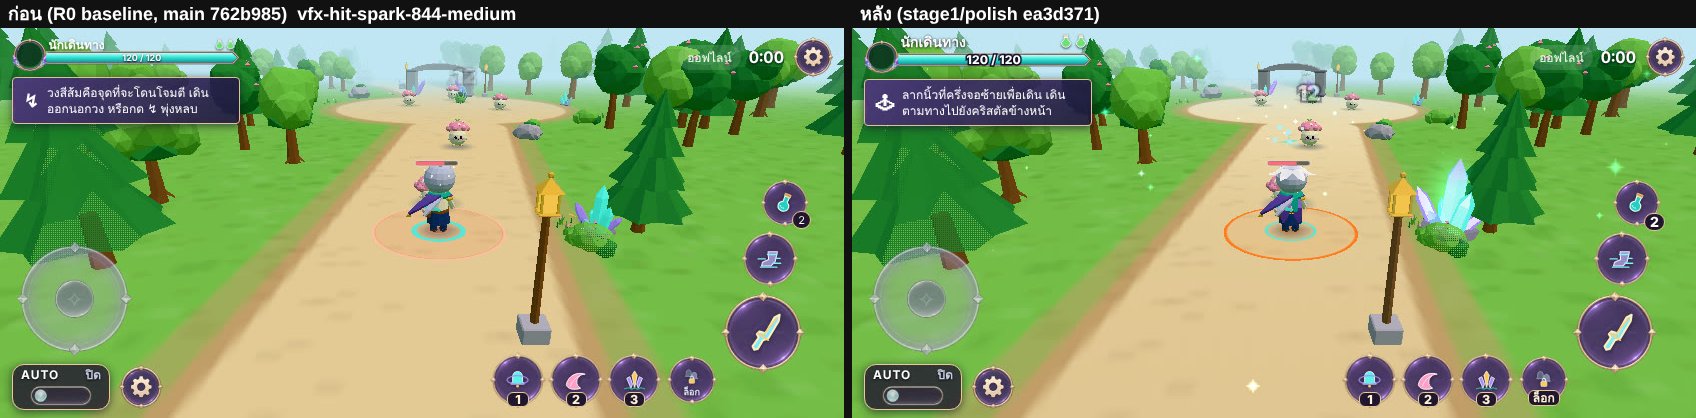 ก่อน (R0 baseline, main 762b985)  vfx-hit-spark-844-medium
นักเดินทาง
120 / 120
วงสีส้มคือจุดที่จะโดนโจมตี เดิน
ออกนอกวง หรือกด ↯ พุ่งหลบ
ออฟไลน์ 0:00
2
AUTO ปิด
1
2
3
ล็อก
หลัง (stage1/polish ea3d371)
นักเดินทาง
120 / 120
ลากนิ้วที่ครึ่งจอซ้ายเพื่อเดิน เดิน
ตามทางไปยังคริสตัลข้างหน้า
12
ออฟไลน์ 0:00
2
AUTO ปิด
1
2
3
ล็อก